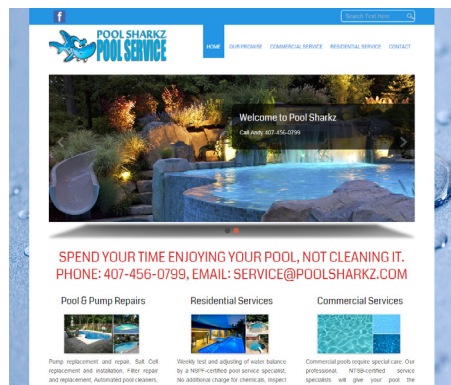 f
Search Text Here
POOL SHARKZ
POOL SERVICE
HOME OUR PROMISE COMMERCIAL SERVICE RESIDENTIAL SERVICE CONTACT
Welcome to Pool Sharkz
Call Andy 407-456-0799
SPEND YOUR TIME ENJOYING YOUR POOL, NOT CLEANING IT.
PHONE: 407-456-0799, EMAIL: SERVICE@POOLSHARKZ.COM
Pool & Pump Repairs
Pump replacement and repair, Salt Cell
replacement and installation, Filter repair
and replacement, Automated pool cleaners,
Residential Services
Weekly test and adjusting of water balance
by a NSPF-certified pool service specialist.
No additional charge for chemicals, Inspect
Commercial Services
Commercial pools require special care. Our
professional, NTSB-certified service
specialists will give your pool the